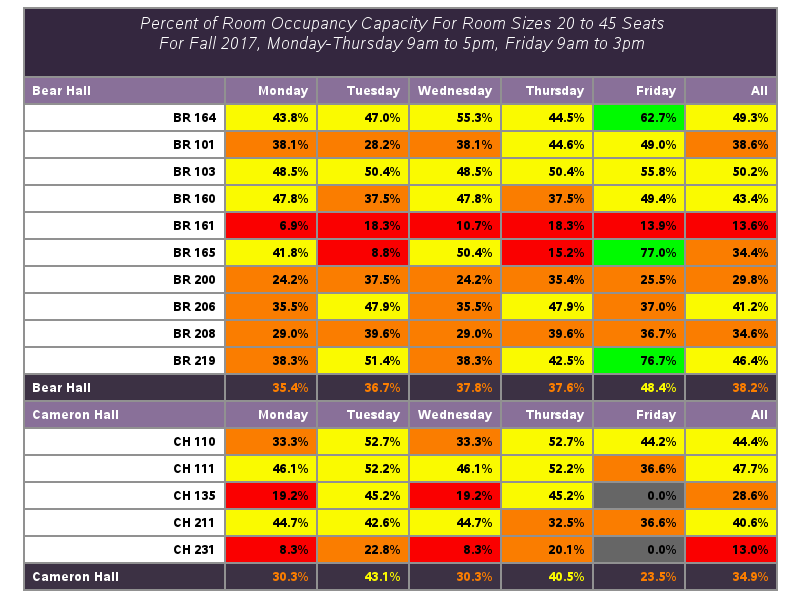 Percent of Room Occupancy Capacity For Room Sizes 20 to 45 Seats
For Fall 2017, Monday-Thursday 9am to 5pm, Friday 9am to 3pm
Bear Hall Monday Tuesday Wednesday Thursday Friday All
BR 164 43.8% 47.0% 55.3% 44.5% 62.7% 49.3%
BR 101 38.1% 28.2% 38.1% 44.6% 49.0% 38.6%
BR 103 48.5% 50.4% 48.5% 50.4% 55.8% 50.2%
BR 160 47.8% 37.5% 47.8% 37.5% 49.4% 43.4%
BR 161 6.9% 18.3% 10.7% 18.3% 13.9% 13.6%
BR 165 41.8% 8.8% 50.4% 15.2% 77.0% 34.4%
BR 200 24.2% 37.5% 24.2% 35.4% 25.5% 29.8%
BR 206 35.5% 47.9% 35.5% 47.9% 37.0% 41.2%
BR 208 29.0% 39.6% 29.0% 39.6% 36.7% 34.6%
BR 219 38.3% 51.4% 38.3% 42.5% 76.7% 46.4%
Bear Hall 35.4% 36.7% 37.8% 37.6% 48.4% 38.2%
Cameron Hall Monday Tuesday Wednesday Thursday Friday All
CH 110 33.3% 52.7% 33.3% 52.7% 44.2% 44.4%
CH 111 46.1% 52.2% 46.1% 52.2% 36.6% 47.7%
CH 135 19.2% 45.2% 19.2% 45.2% 0.0% 28.6%
CH 211 44.7% 42.6% 44.7% 32.5% 36.6% 40.6%
CH 231 8.3% 22.8% 8.3% 20.1% 0.0% 13.0%
Cameron Hall 30.3% 43.1% 30.3% 40.5% 23.5% 34.9%